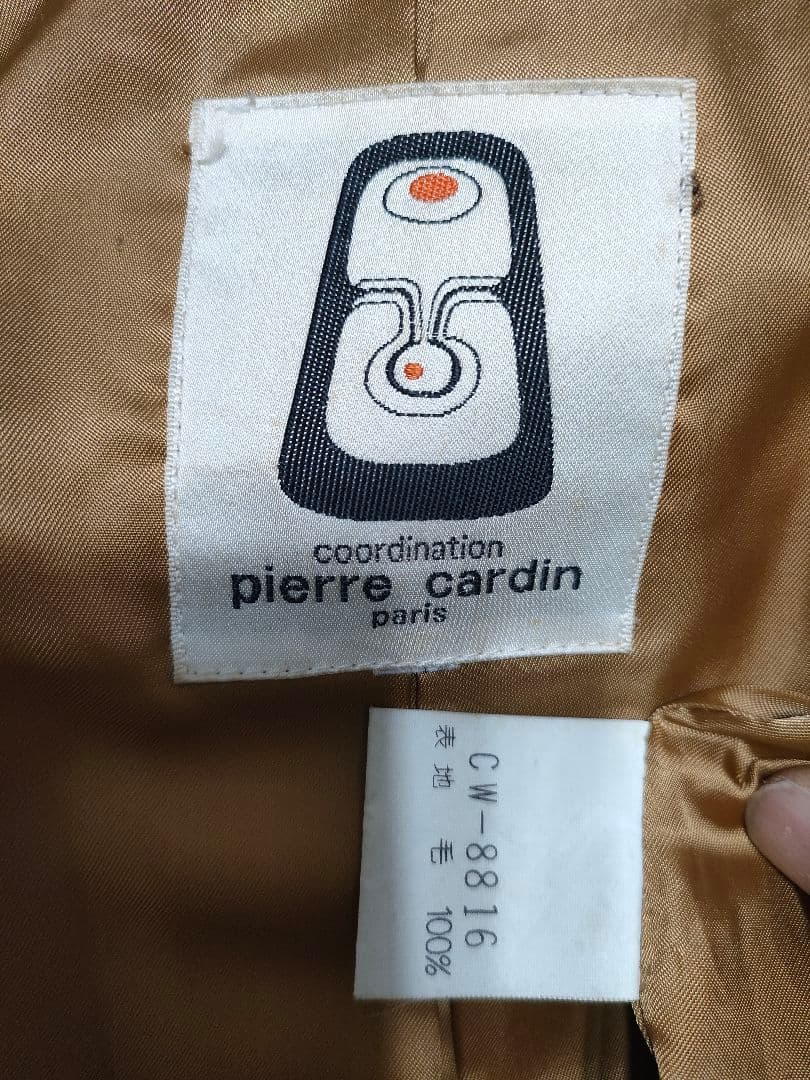 coordination
pierre cardin
paris
CW-8816
表地 毛 100%